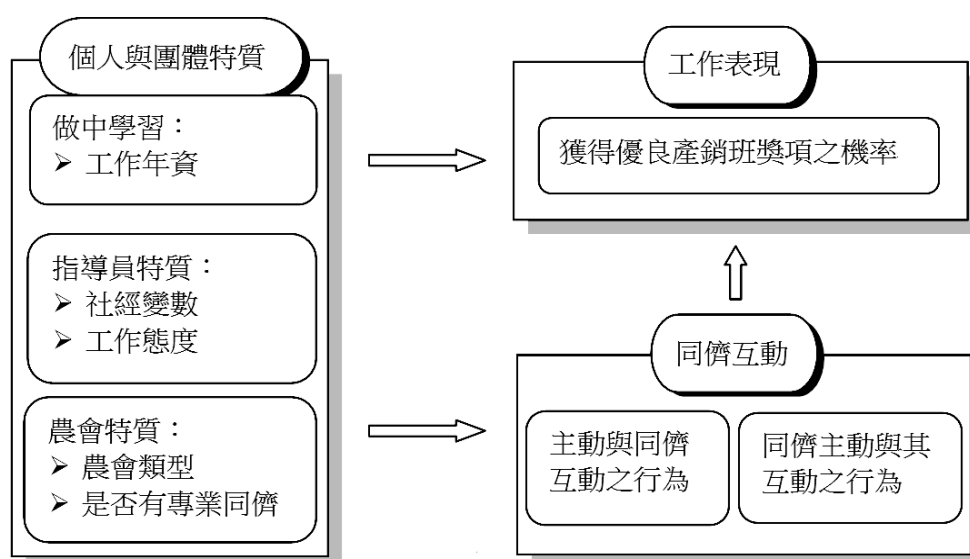 個人與團體特質
做中學習：
➢ 工作年資
指導員特質：
➢ 社經變數
➢ 工作態度
農會特質：
➢ 農會類型
➢ 是否有專業同儕
工作表現
獲得優良產銷班獎項之機率
同儕互動
主動與同儕
互動之行為
同儕主動與其
互動之行為